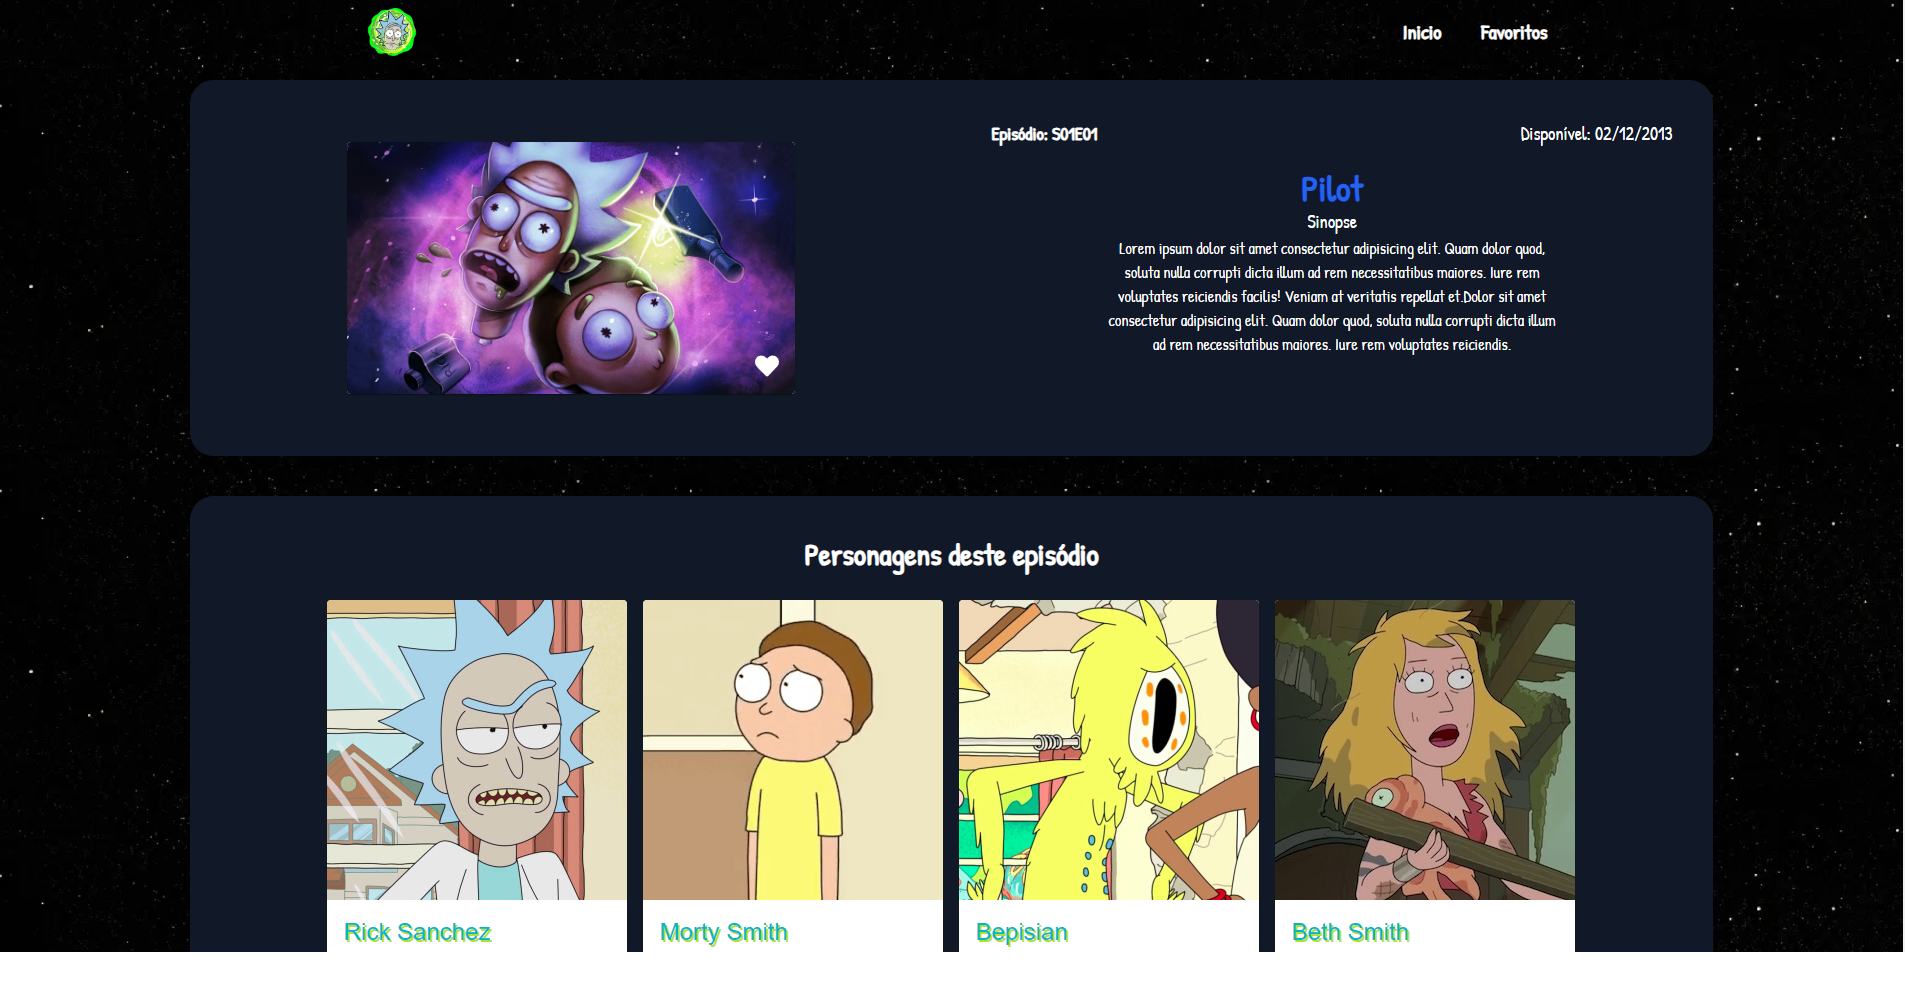 Inicio Favoritos
Episódio: S01E01 Disponível: 02/12/2013
Pilot
Sinopse
Lorem ipsum dolor sit amet consectetur adipisicing elit. Quam dolor quod,
soluta nulla corrupti dicta illum ad rem necessitatibus maiores. Iure rem
voluptates reiciendis facilis! Veniam at veritatis repellat et.Dolor sit amet
consectetur adipisicing elit. Quam dolor quod, soluta nulla corrupti dicta illum
ad rem necessitatibus maiores. Iure rem voluptates reiciendis.
Personagens deste episódio
Rick Sanchez
Morty Smith
Bepisian
Beth Smith